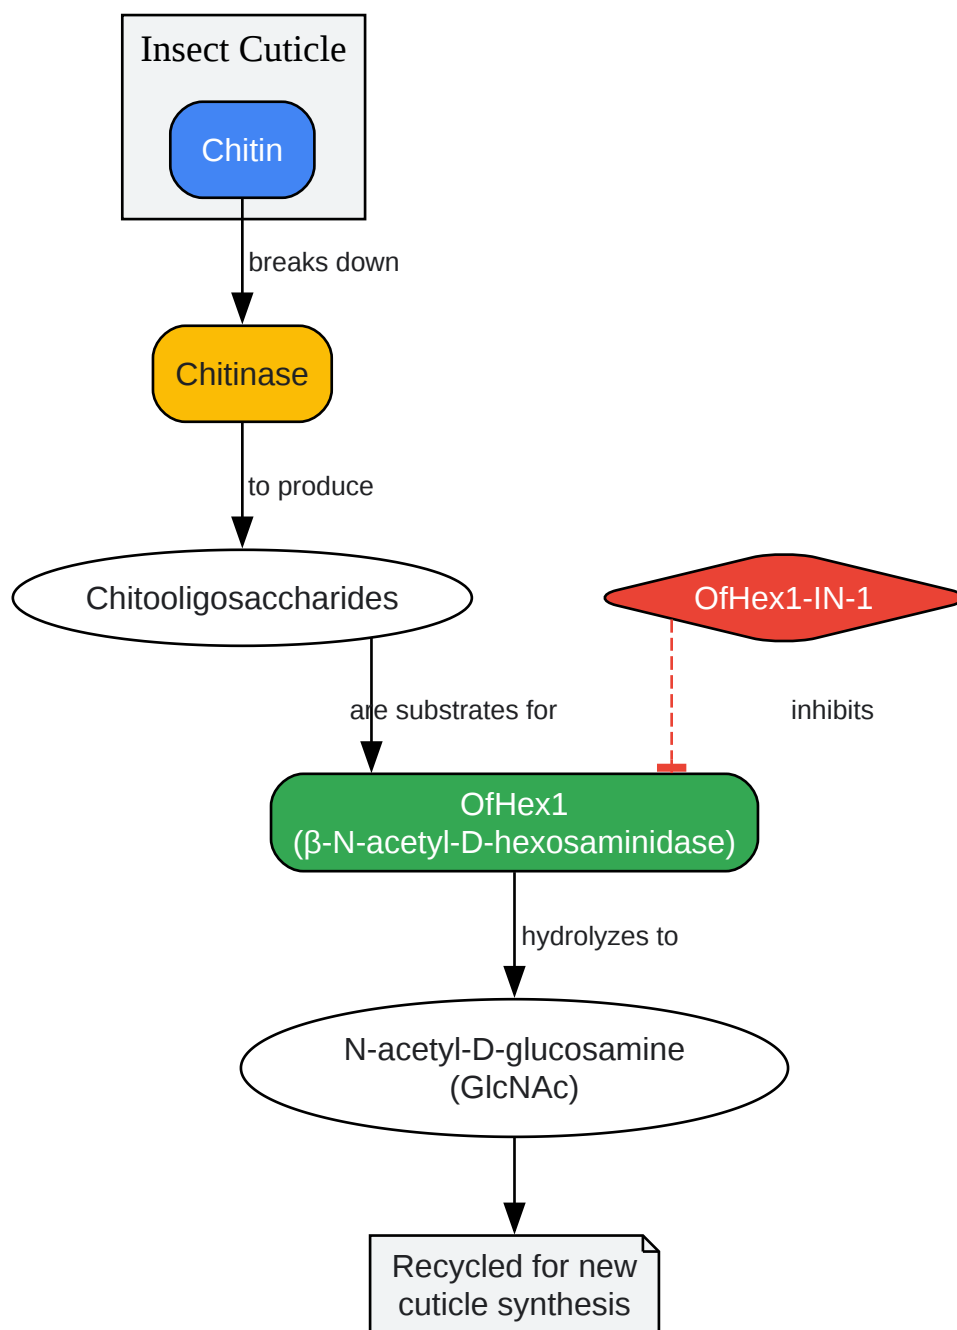 Insect Cuticle
Chitin
breaks down
Chitinase
to produce
Chitooligosaccharides
OfHex1-IN-1
are substrates for
inhibits
OfHex1
(β-N-acetyl-D-hexosaminidase)
hydrolyzes to
N-acetyl-D-glucosamine
(GlcNAc)
Recycled for new
cuticle synthesis